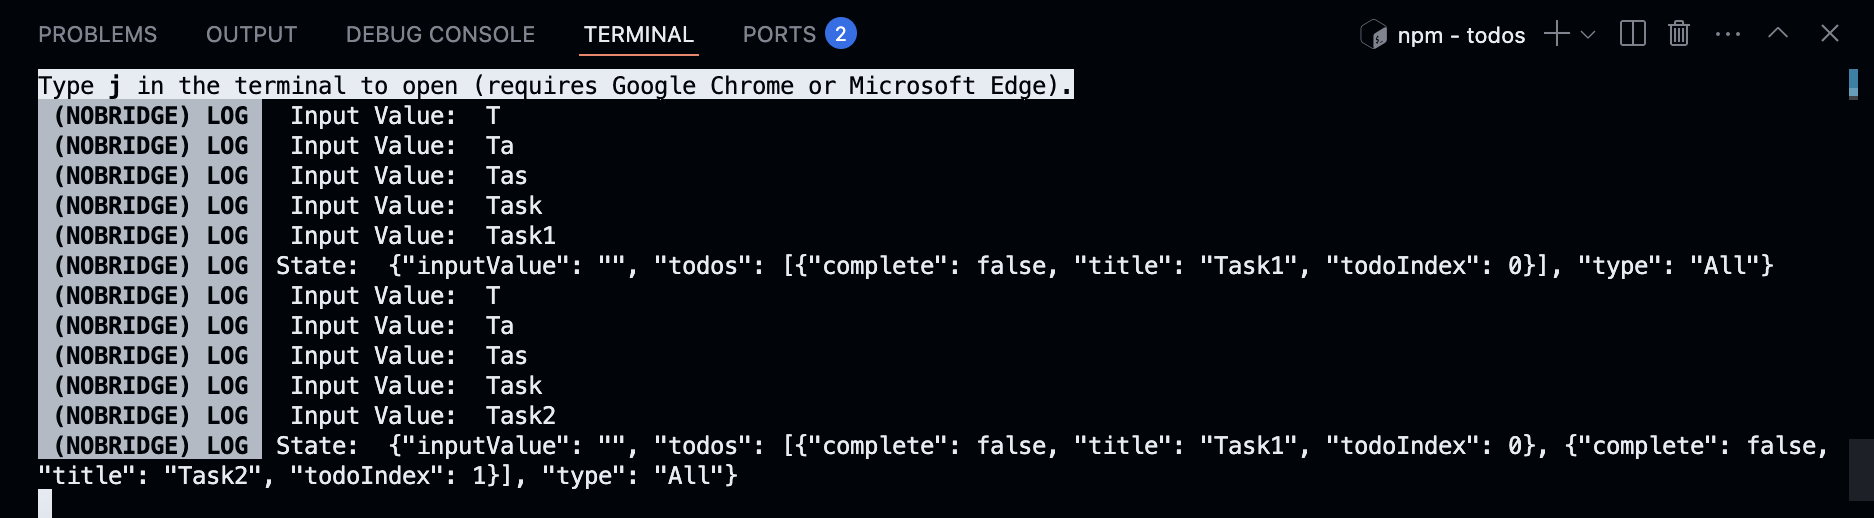 PROBLEMS OUTPUT DEBUG CONSOLE TERMINAL PORTS 2 npm - todos
Type j in the terminal to open (requires Google Chrome or Microsoft Edge).
(NOBRIDGE) LOG  Input Value:  T
(NOBRIDGE) LOG  Input Value:  Ta
(NOBRIDGE) LOG  Input Value:  Tas
(NOBRIDGE) LOG  Input Value:  Task
(NOBRIDGE) LOG  Input Value:  Task1
(NOBRIDGE) LOG  State:  {"inputValue": "", "todos": [{"complete": false, "title": "Task1", "todoIndex": 0}], "type": "All"}
(NOBRIDGE) LOG  Input Value:  T
(NOBRIDGE) LOG  Input Value:  Ta
(NOBRIDGE) LOG  Input Value:  Tas
(NOBRIDGE) LOG  Input Value:  Task
(NOBRIDGE) LOG  Input Value:  Task2
(NOBRIDGE) LOG  State:  {"inputValue": "", "todos": [{"complete": false, "title": "Task1", "todoIndex": 0}, {"complete": false,
"title": "Task2", "todoIndex": 1}], "type": "All"}